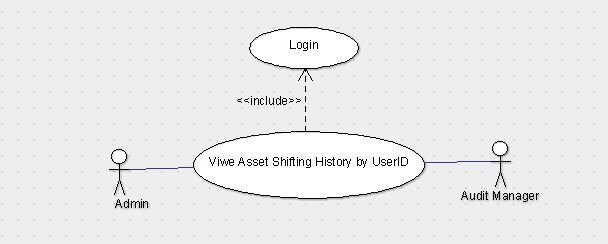 Login
<<include>>
Viwe Asset Shifting History by UserID
Admin
Audit Manager